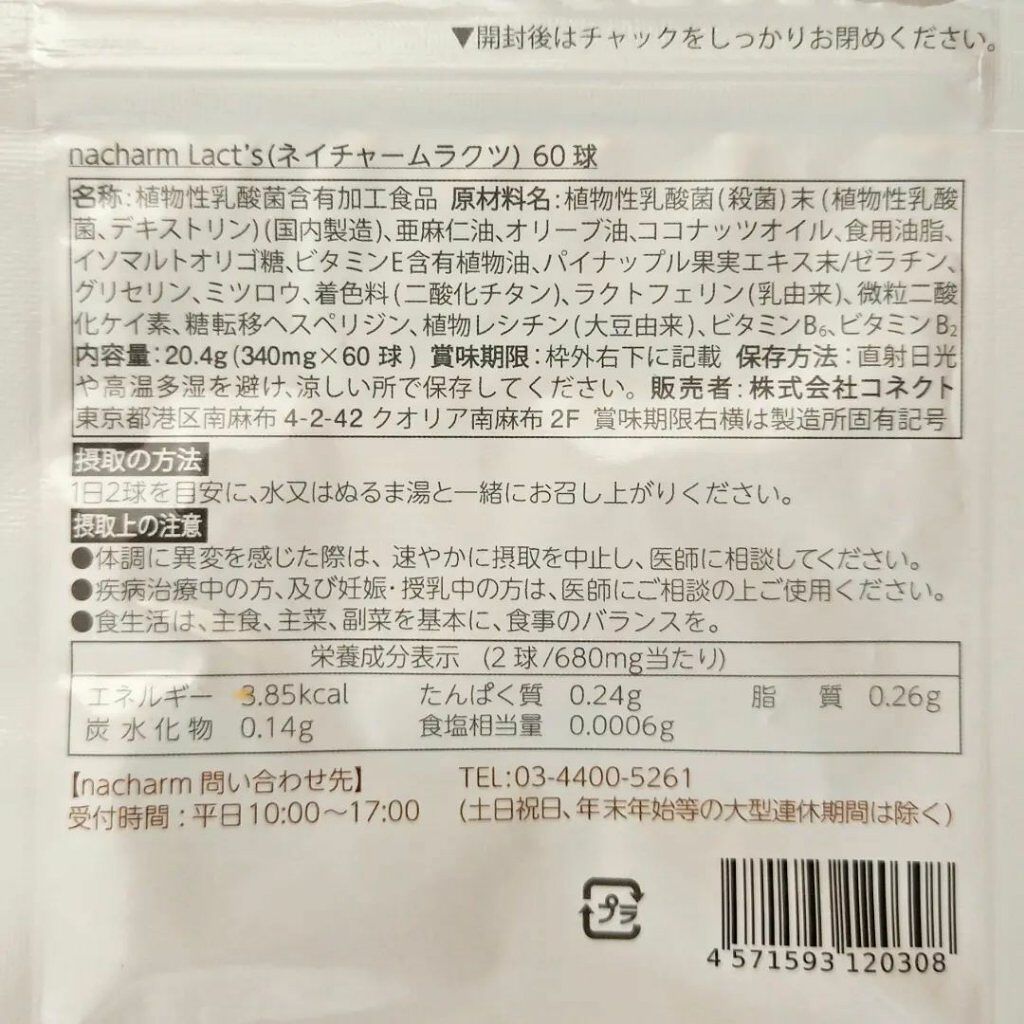 ▼開封後はチャックをしっかりお閉めください。
nacharm Lact's(ネイチャームラクツ) 60球
名称:植物性乳酸菌含有加工食品 原材料名:植物性乳酸菌(殺菌)末(植物性乳酸
菌、デキストリン)(国内製造)、亜麻仁油、オリーブ油、ココナッツオイル、食用油脂、
イソマルトオリゴ糖、ビタミンE含有植物油、パイナップル果実エキス末/ゼラチン、
グリセリン、ミツロウ、着色料(二酸化チタン)、ラクトフェリン(乳由来)、微粒二酸
化ケイ素、糖転移ヘスペリジン、植物レシチン(大豆由来)、ビタミンB₆、ビタミンB₂
内容量:20.4g(340mg×60 球) 賞味期限:枠外右下に記載 保存方法:直射日光
や高温多湿を避け、涼しい所で保存してください。 販売者:株式会社コネクト
東京都港区南麻布 4-2-42 クオリア南麻布 2F 賞味期限右横は製造所固有記号
摂取の方法
1日2球を目安に、水又はぬるま湯と一緒にお召し上がりください。
摂取上の注意
●体調に異変を感じた際は、速やかに摂取を中止し、医師に相談してください。
●疾病治療中の方、及び妊娠・授乳中の方は、医師にご相談の上ご使用ください。
●食生活は、主食、主菜、副菜を基本に、食事のバランスを。
栄養成分表示 (2球/680mg当たり)
エネルギー 3.85kcal たんぱく質 0.24g 脂 質 0.26g
炭水化物 0.14g 食塩相当量 0.0006g
【nacharm 問い合わせ先】 TEL:03-4400-5261
受付時間:平日10:00〜17:00 (土日祝日、年末年始等の大型連休期間は除く)
プラ
4 571593 120308